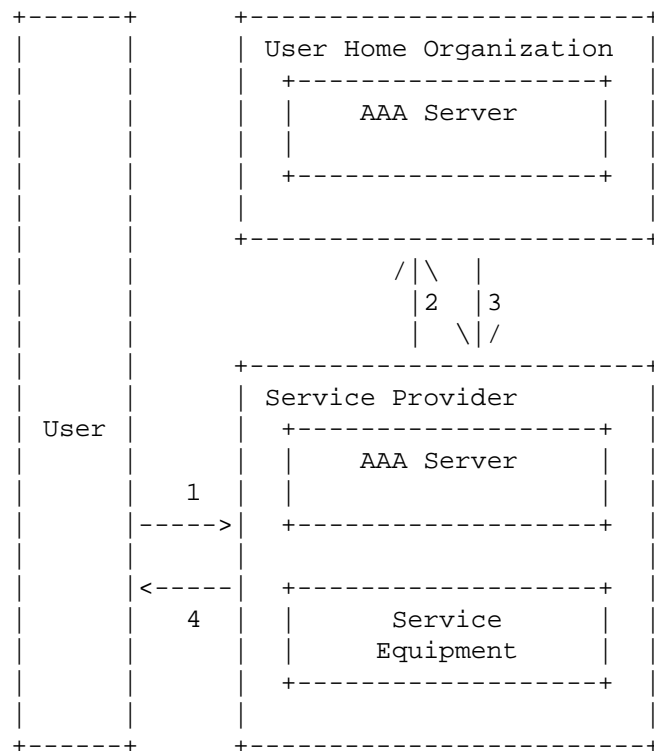 User Home Organization
AAA Server
2 3
Service Provider
User
AAA Server
1
4
Service
Equipment